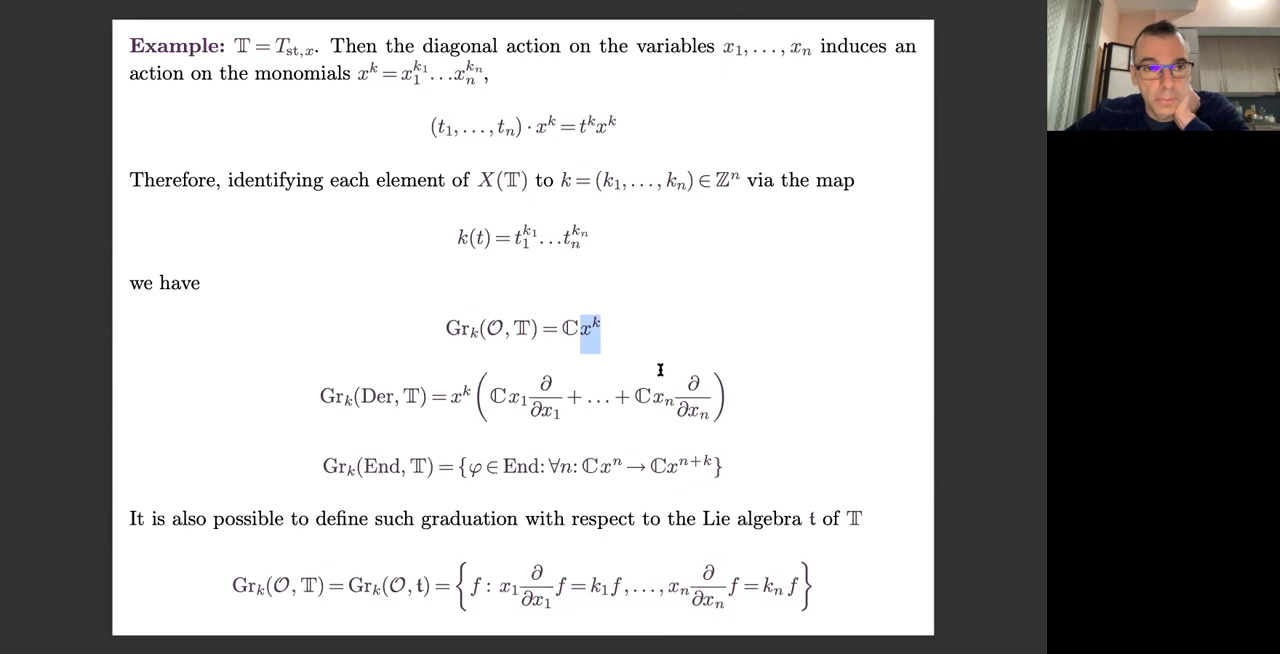 Example: 𝕋 = T_{st,x}. Then the diagonal action on the variables x_1, …, x_n induces an
action on the monomials x^k = x_1^{k_1} … x_n^{k_n},
(t_1, …, t_n) · x^k = t^k x^k
Therefore, identifying each element of X(𝕋) to k = (k_1, …, k_n) ∈ ℤ^n via the map
k(t) = t_1^{k_1} … t_n^{k_n}
we have
Gr_k(𝒪, 𝕋) = ℂx^k
Gr_k(Der, 𝕋) = x^k (ℂx_1 ∂/∂x_1 + … + ℂx_n ∂/∂x_n)
Gr_k(End, 𝕋) = {φ ∈ End: ∀n: ℂx^n → ℂx^{n+k}}
It is also possible to define such graduation with respect to the Lie algebra 𝔱 of 𝕋
Gr_k(𝒪, 𝕋) = Gr_k(𝒪, 𝔱) = {f : x_1 ∂/∂x_1 f = k_1 f, …, x_n ∂/∂x_n f = k_n f}